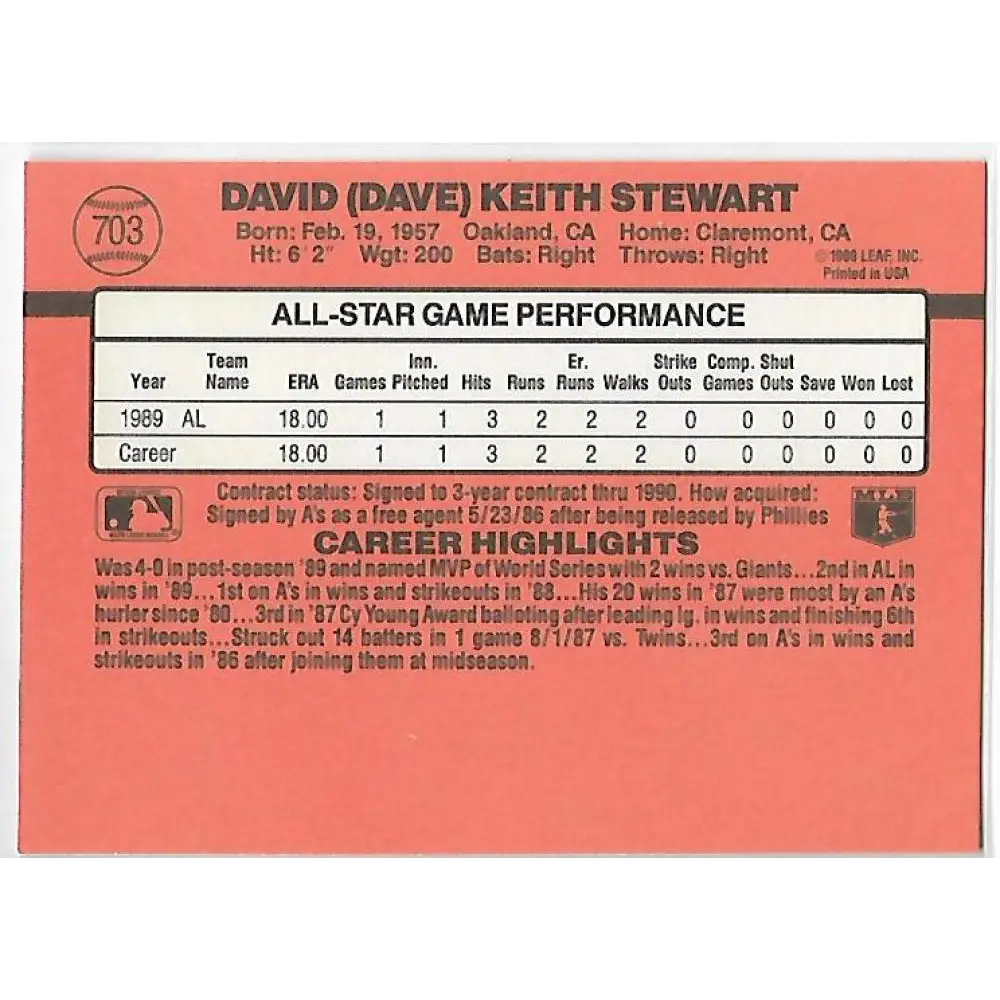 703
DAVID (DAVE) KEITH STEWART
Born: Feb. 19, 1957 Oakland, CA Home: Claremont, CA
Ht: 6'2" Wgt: 200 Bats: Right Throws: Right
LEAF, INC.
Printed in USA
ALL-STAR GAME PERFORMANCE
Team Inn. Er. Strike Comp. Shut
Year Name ERA Games Pitched Hits Runs Runs Walks Outs Games Outs Save Won Lost
1989 AL 18.00 1 1 3 2 2 2 0 0 0 0 0 0
Career 18.00 1 1 3 2 2 2 0 0 0 0 0 0
Contract status: Signed to 3-year contract thru 1990. How acquired:
Signed by A's as a free agent 5/23/86 after being released by Phillies
CAREER HIGHLIGHTS
Was 4-0 in post-season '89 and named MVP of World Series with 2 wins vs. Giants...2nd in AL in
wins in '89...1st on A's in wins and strikeouts in '88...His 20 wins in '87 were most by an A's
hurler since '80...3rd in '87 Cy Young Award balloting after leading lg. in wins and finishing 6th
in strikeouts...Struck out 14 batters in 1 game 8/1/87 vs. Twins...3rd on A's in wins and
strikeouts in '86 after joining them at midseason.